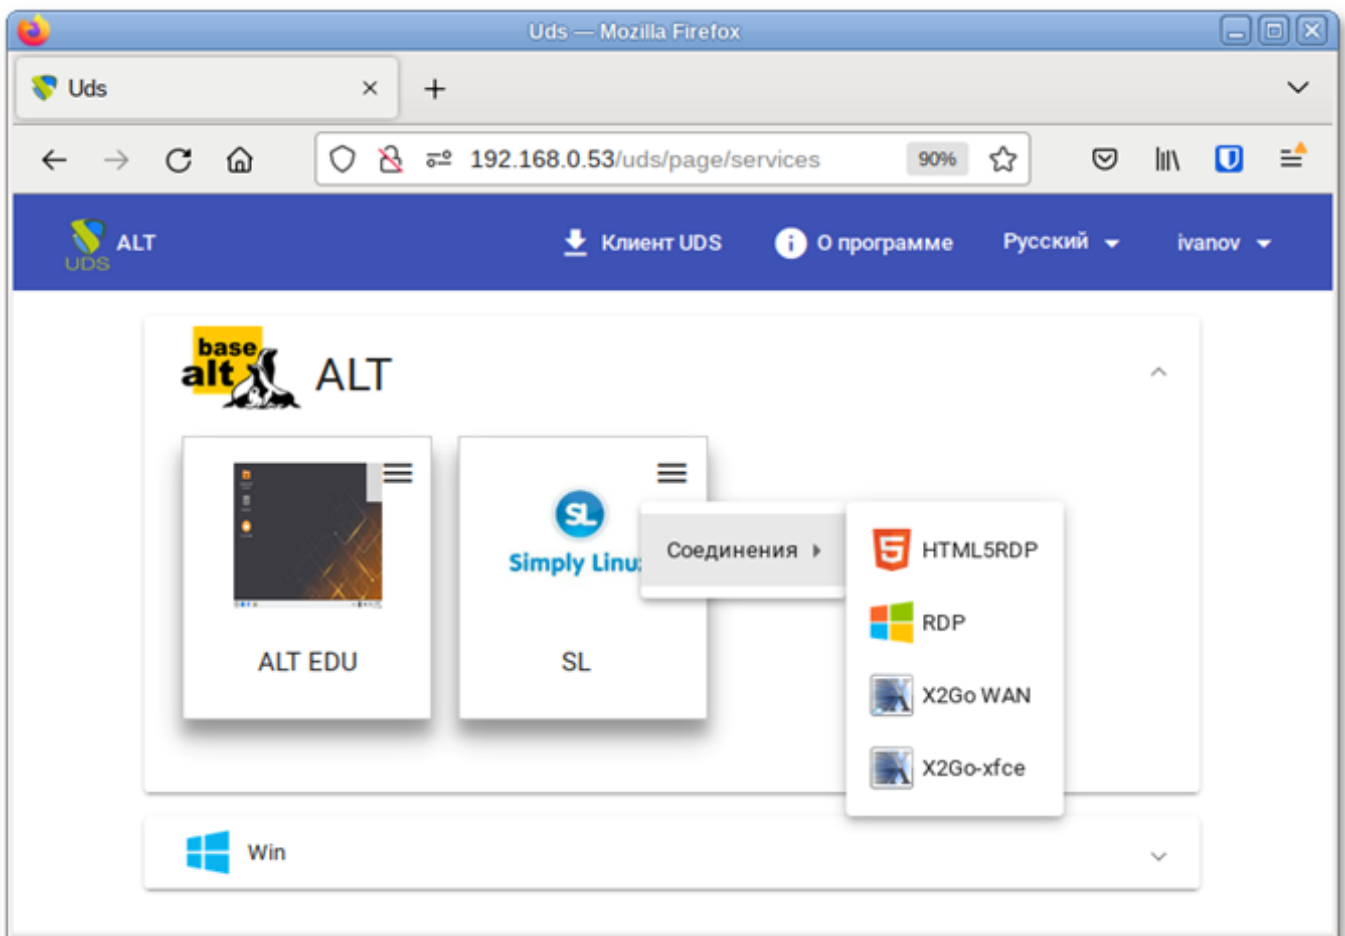 Uds — Mozilla Firefox
Uds
192.168.0.53/uds/page/services 90%
UDS ALT Клиент UDS О программе Русский ivanov
base
alt
ALT
SL
Simply Linu
Соединения
HTML5RDP
RDP
X2Go WAN
X2Go-xfce
ALT EDU
SL
Win